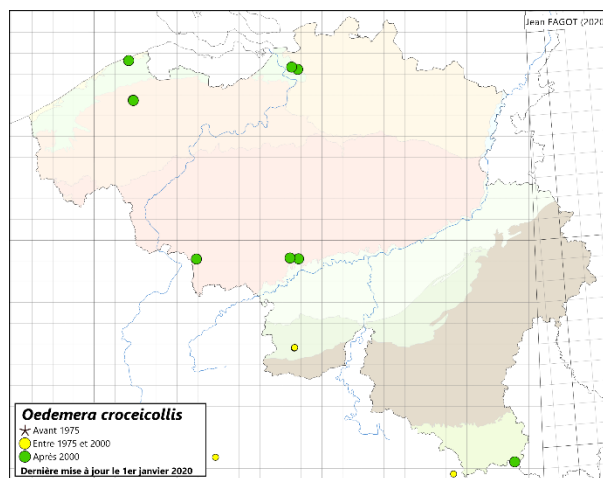 Jean FAGOT (2020)
Oedemera croceicollis
Avant 1975
Entre 1975 et 2000
Après 2000
Dernière mise à jour le 1er janvier 2020